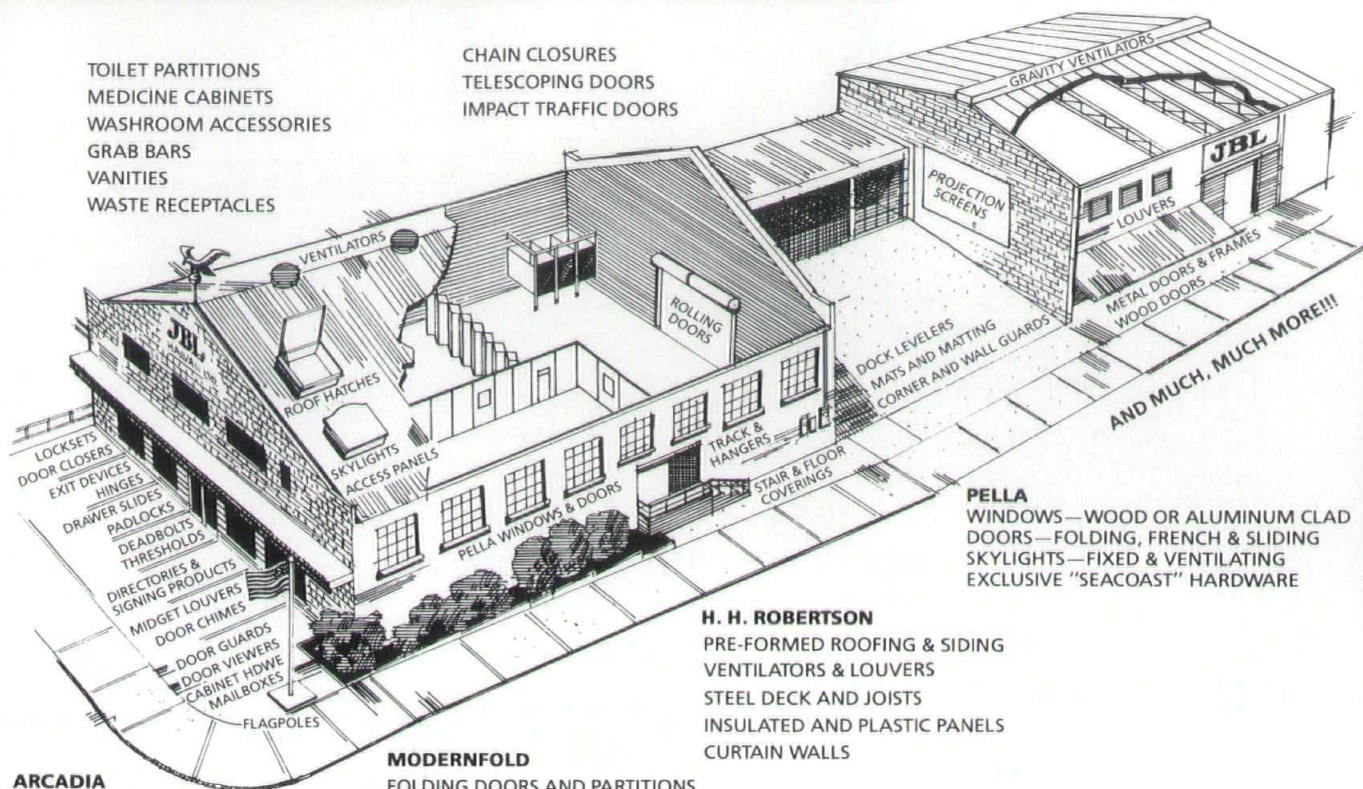 TOILET PARTITIONS
MEDICINE CABINETS
WASHROOM ACCESSORIES
GRAB BARS
VANITIES
WASTE RECEPTACLES
CHAIN CLOSURES
TELESCOPING DOORS
IMPACT TRAFFIC DOORS
GRAVITY VENTILATORS
JBL
PROJECTION
SCREENS
LOUVERS
METAL DOORS & FRAMES
WOOD DOORS
VENTILATORS
ROLLING
DOORS
JBL
HAWAII, LTD
ROOF HATCHES
SKYLIGHTS
ACCESS PANELS
DOCK LEVELERS
MATS AND MATTING
CORNER AND WALL GUARDS
AND MUCH, MUCH MORE!!!
TRACK &
HANGERS
STAIR & FLOOR
COVERINGS
PELLA WINDOWS & DOORS
LOCKSETS
DOOR CLOSERS
EXIT DEVICES
HINGES
DRAWER SLIDES
PADLOCKS
DEADBOLTS
THRESHOLDS
DIRECTORIES &
SIGNING PRODUCTS
MIDGET LOUVERS
DOOR CHIMES
DOOR GUARDS
DOOR VIEWERS
CABINET HDWE
MAILBOXES
FLAGPOLES
PELLA
WINDOWS—WOOD OR ALUMINUM CLAD
DOORS—FOLDING, FRENCH & SLIDING
SKYLIGHTS—FIXED & VENTILATING
EXCLUSIVE "SEACOAST" HARDWARE
H. H. ROBERTSON
PRE-FORMED ROOFING & SIDING
VENTILATORS & LOUVERS
STEEL DECK AND JOISTS
INSULATED AND PLASTIC PANELS
CURTAIN WALLS
MODERNFOLD
FOLDING DOORS AND PARTITIONS
ARCADIA